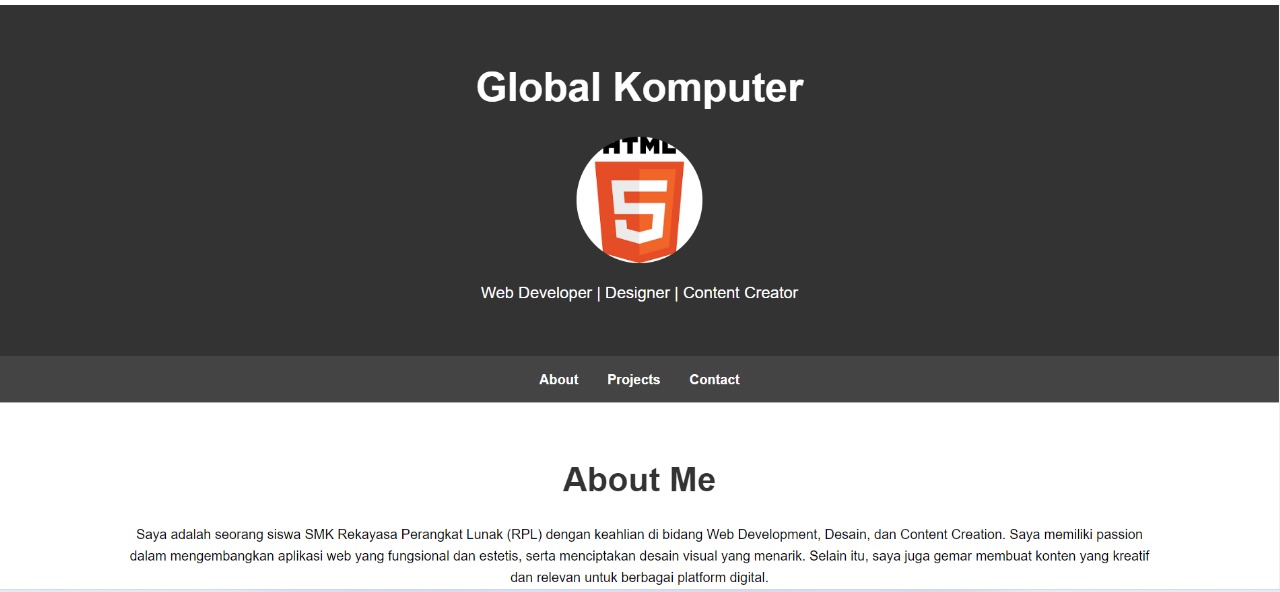 Global Komputer
HTML
5
Web Developer | Designer | Content Creator
About Projects Contact
About Me
Saya adalah seorang siswa SMK Rekayasa Perangkat Lunak (RPL) dengan keahlian di bidang Web Development, Desain, dan Content Creation. Saya memiliki passion
dalam mengembangkan aplikasi web yang fungsional dan estetis, serta menciptakan desain visual yang menarik. Selain itu, saya juga gemar membuat konten yang kreatif
dan relevan untuk berbagai platform digital.